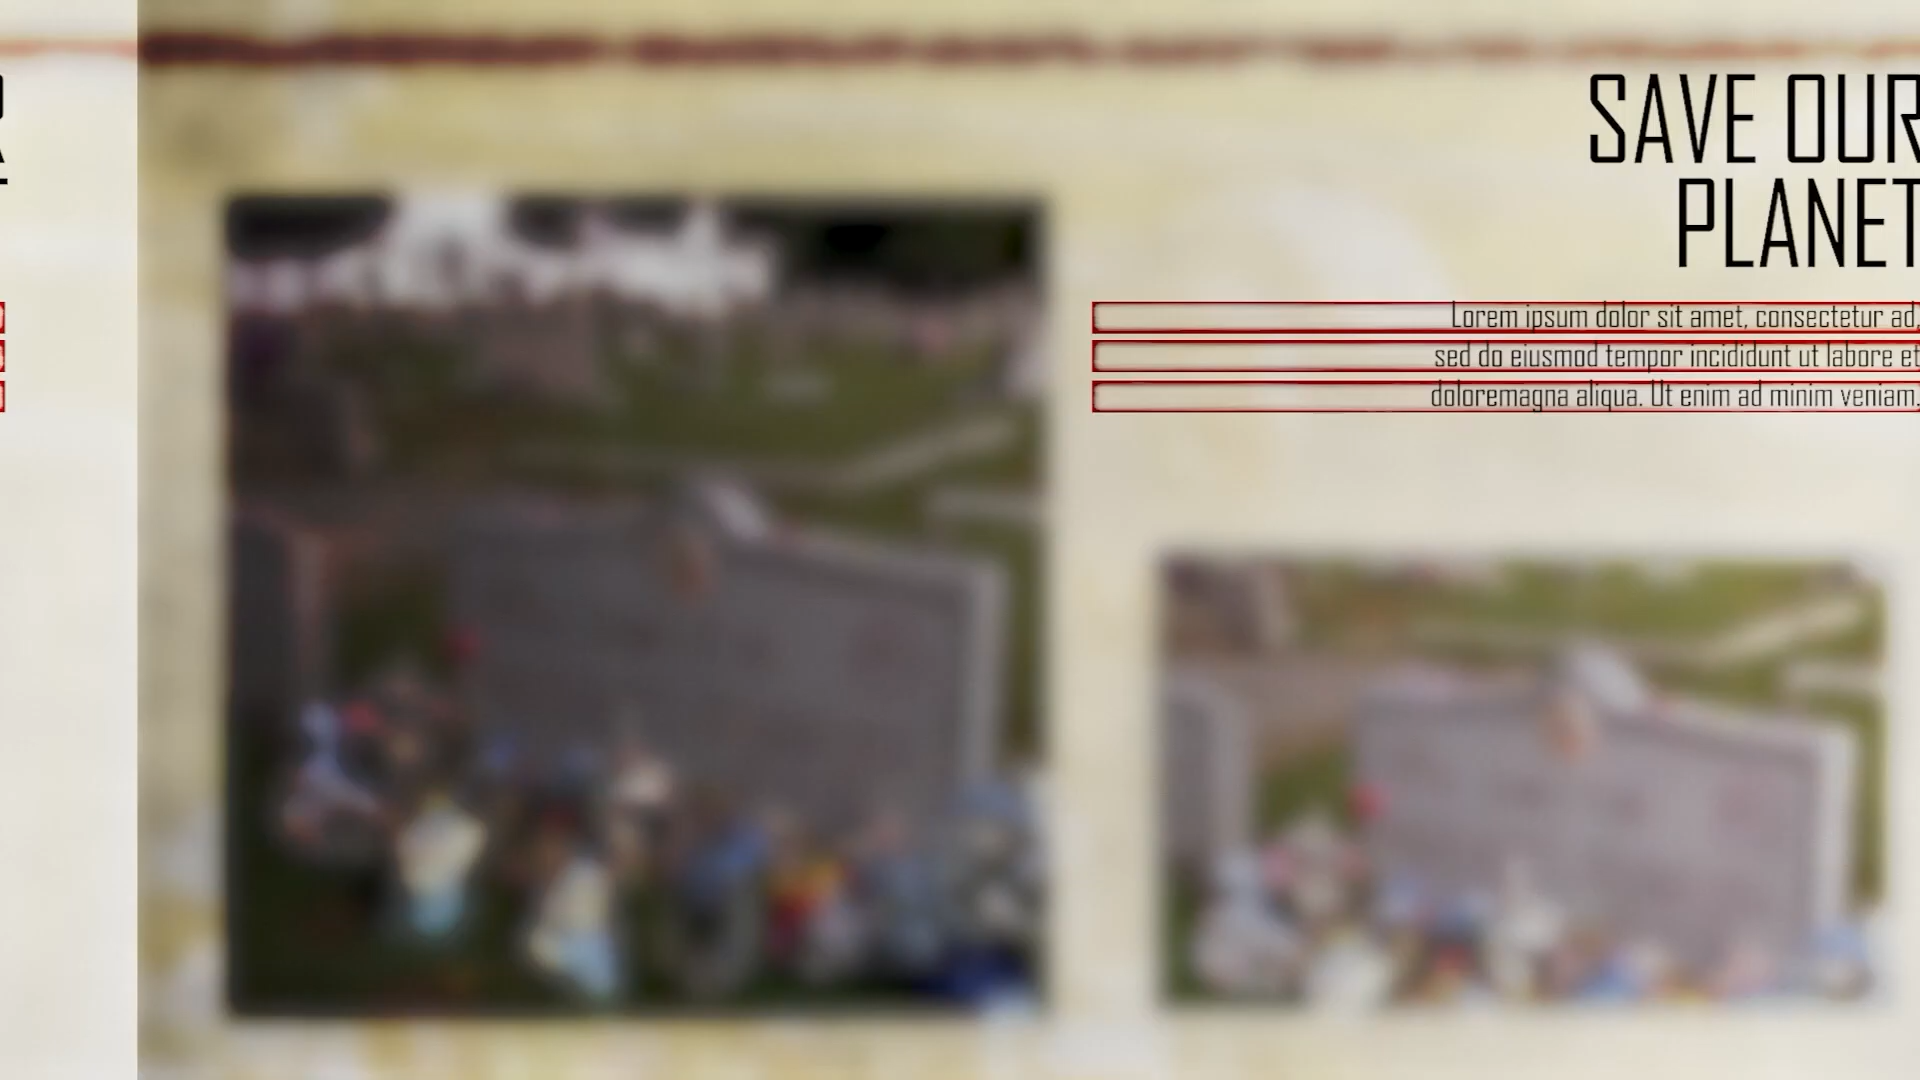 SAVE OUR
PLANET
Lorem ipsum dolor sit amet, consectetur ad,
sed do eiusmod tempor incididunt ut labore et
doloremagna aliqua. Ut enim ad minim veniam.